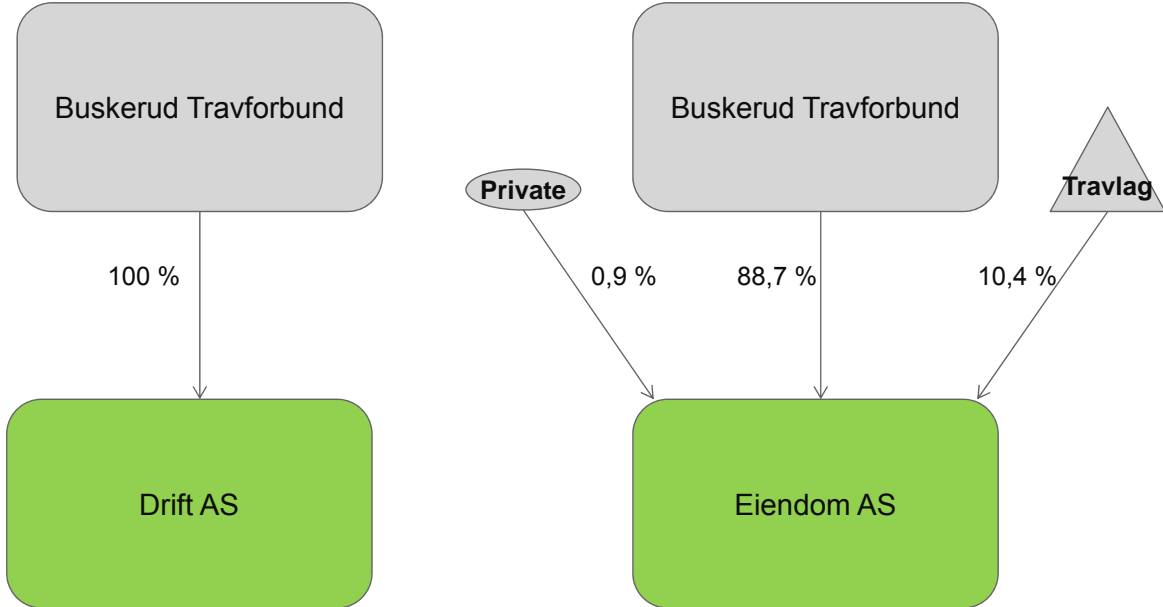 Buskerud Travforbund
Buskerud Travforbund
Private
Travlag
100 %
0,9 %
88,7 %
10,4 %
Drift AS
Eiendom AS